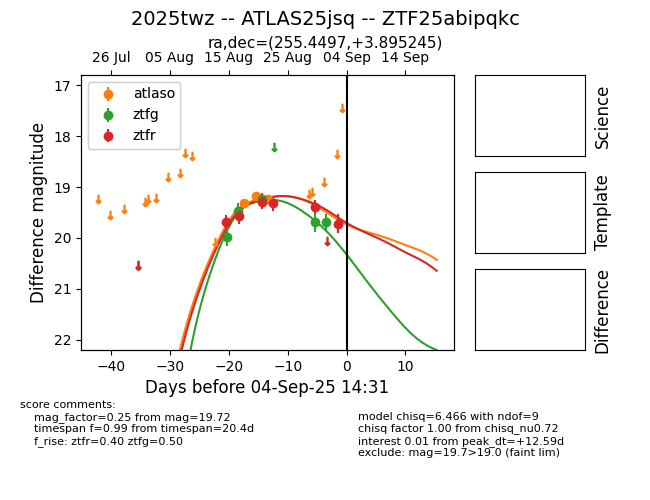 2025twz -- ATLAS25jsq -- ZTF25abipqkc
ra,dec=(255.4497,+3.895245)
26 Jul 05 Aug 15 Aug 25 Aug 04 Sep 14 Sep
17
18
19
20
21
22
Difference magnitude
atlaso
ztfg
ztfr
−40 −30 −20 −10 0 10
Days before 04-Sep-25 14:31
Science
Template
Difference
score comments:
mag_factor=0.25 from mag=19.72
timespan f=0.99 from timespan=20.4d
f_rise: ztfr=0.40 ztfg=0.50
model chisq=6.466 with ndof=9
chisq factor 1.00 from chisq_nu0.72
interest 0.01 from peak_dt=+12.59d
exclude: mag=19.7>19.0 (faint lim)